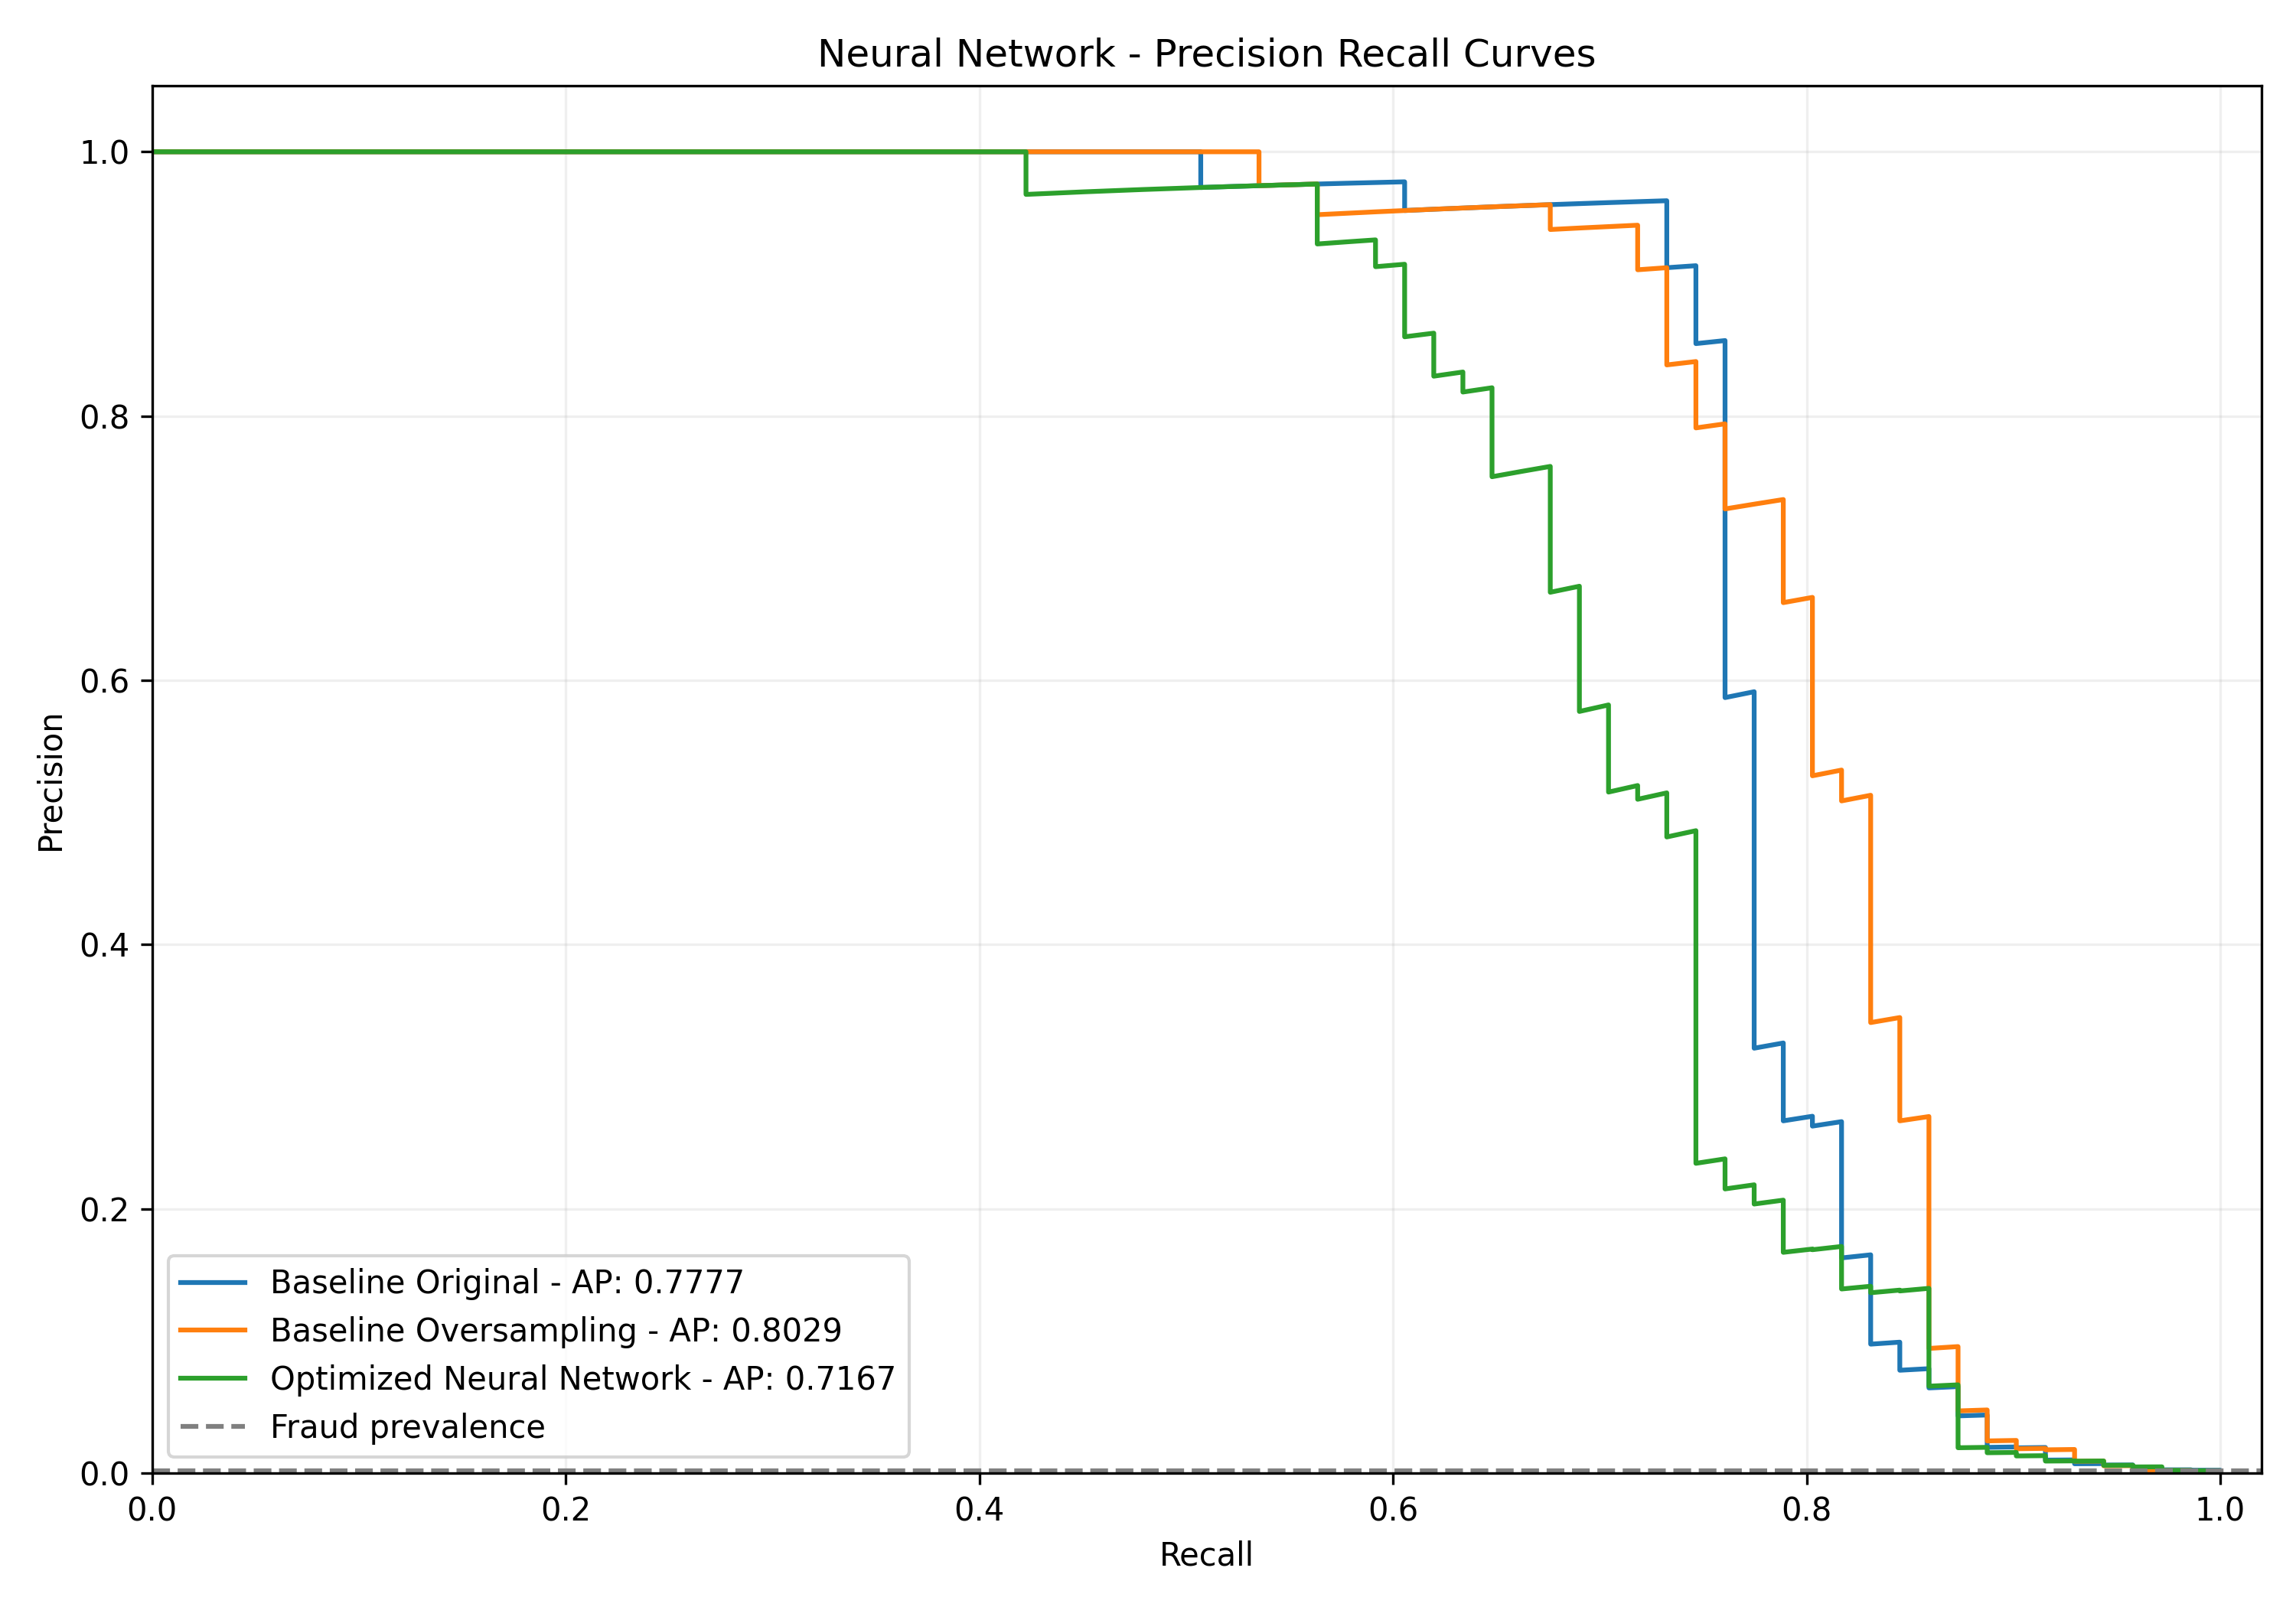 Neural Network - Precision Recall Curves
Precision
1.0
0.8
0.6
0.4
0.2
0.0
Baseline Original - AP: 0.7777
Baseline Oversampling - AP: 0.8029
Optimized Neural Network - AP: 0.7167
Fraud prevalence
0.0 0.2 0.4 0.6 0.8 1.0
Recall